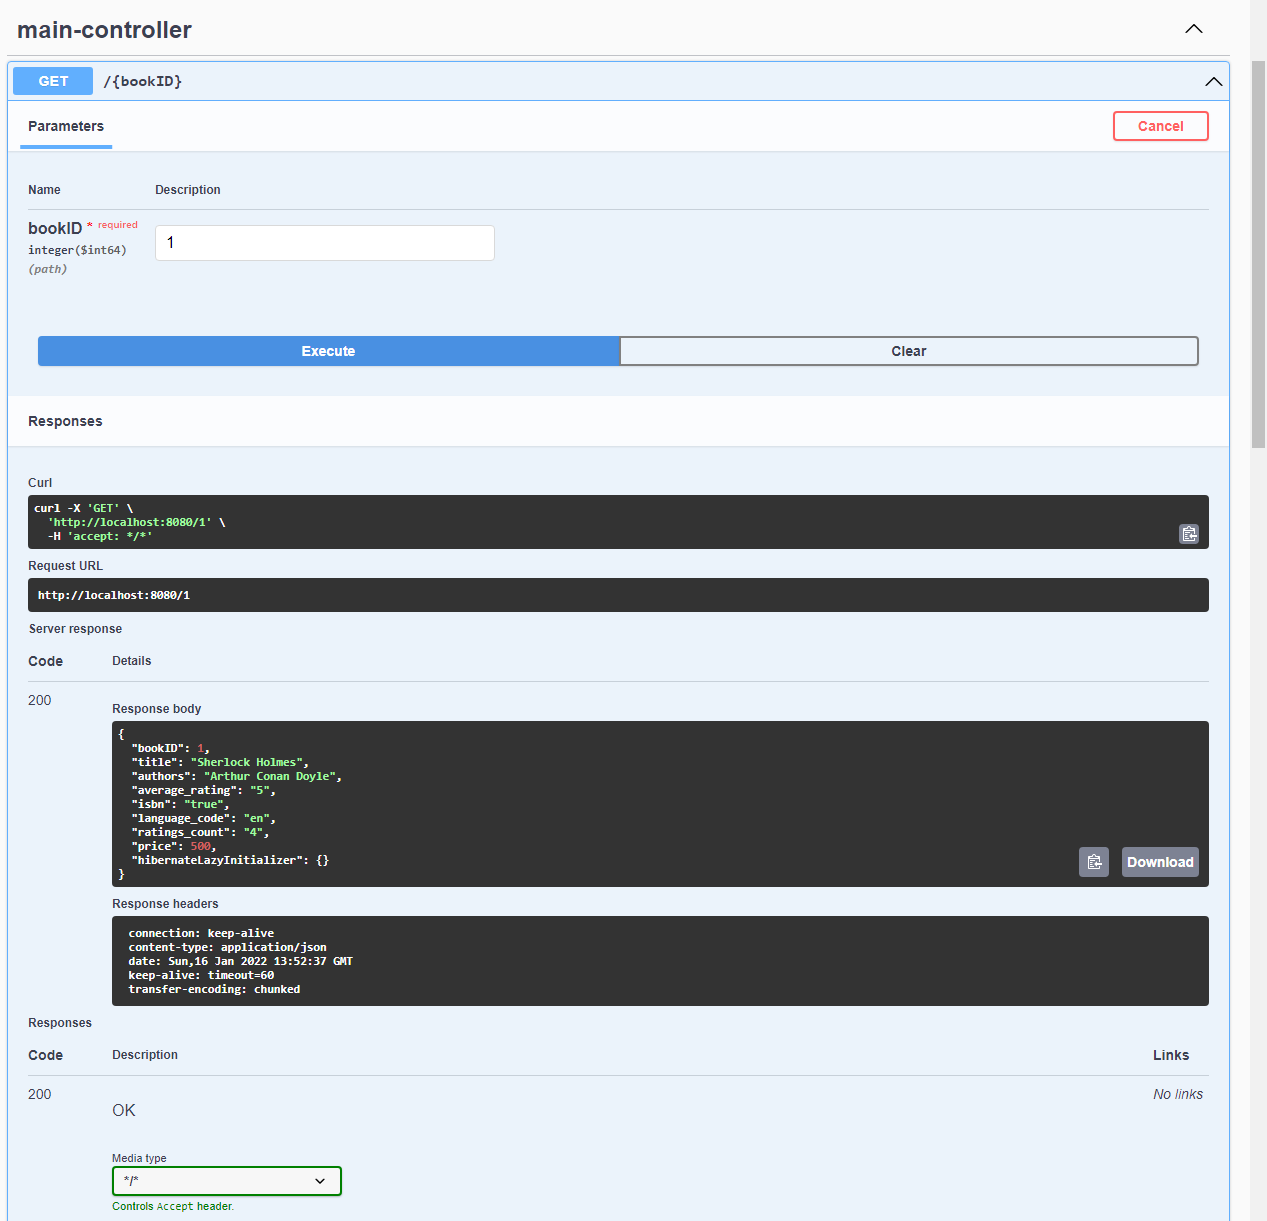 main-controller
GET /{bookID}
Parameters
Cancel
Name Description
bookID * required
integer($int64)
(path)
1
Execute Clear
Responses
Curl
curl -X 'GET' \
  'http://localhost:8080/1' \
  -H 'accept: */*'
Request URL
http://localhost:8080/1
Server response
Code Details
200
Response body
{
  "bookID": 1,
  "title": "Sherlock Holmes",
  "authors": "Arthur Conan Doyle",
  "average_rating": "5",
  "isbn": "true",
  "language_code": "en",
  "ratings_count": "4",
  "price": 500,
  "hibernateLazyInitializer": {}
}
Download
Response headers
connection: keep-alive
content-type: application/json
date: Sun,16 Jan 2022 13:52:37 GMT
keep-alive: timeout=60
transfer-encoding: chunked
Responses
Code Description Links
200
OK
No links
Media type
*/*
Controls Accept header.